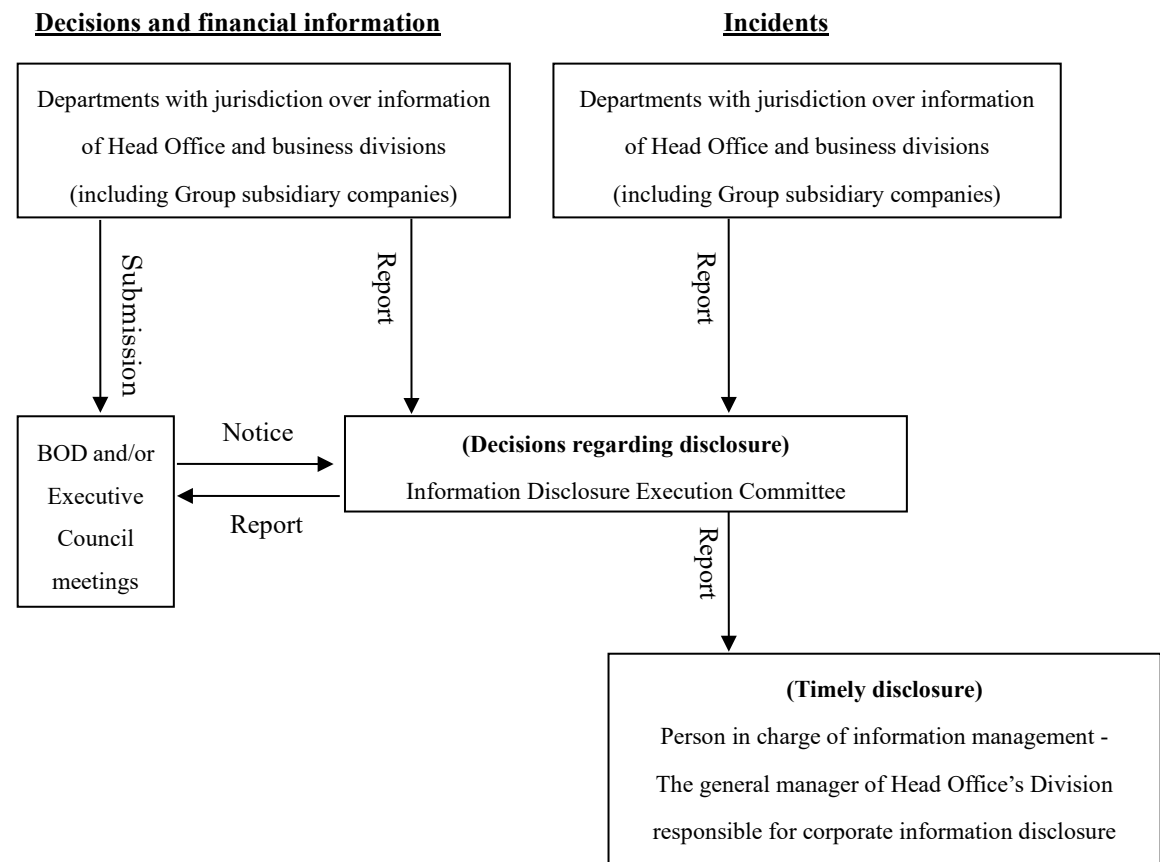 Decisions and financial information
Incidents
Departments with jurisdiction over information
of Head Office and business divisions
(including Group subsidiary companies)
Departments with jurisdiction over information
of Head Office and business divisions
(including Group subsidiary companies)
Submission
Report
Report
BOD and/or
Executive
Council
meetings
Notice
Report
(Decisions regarding disclosure)
Information Disclosure Execution Committee
Report
(Timely disclosure)
Person in charge of information management -
The general manager of Head Office’s Division
responsible for corporate information disclosure